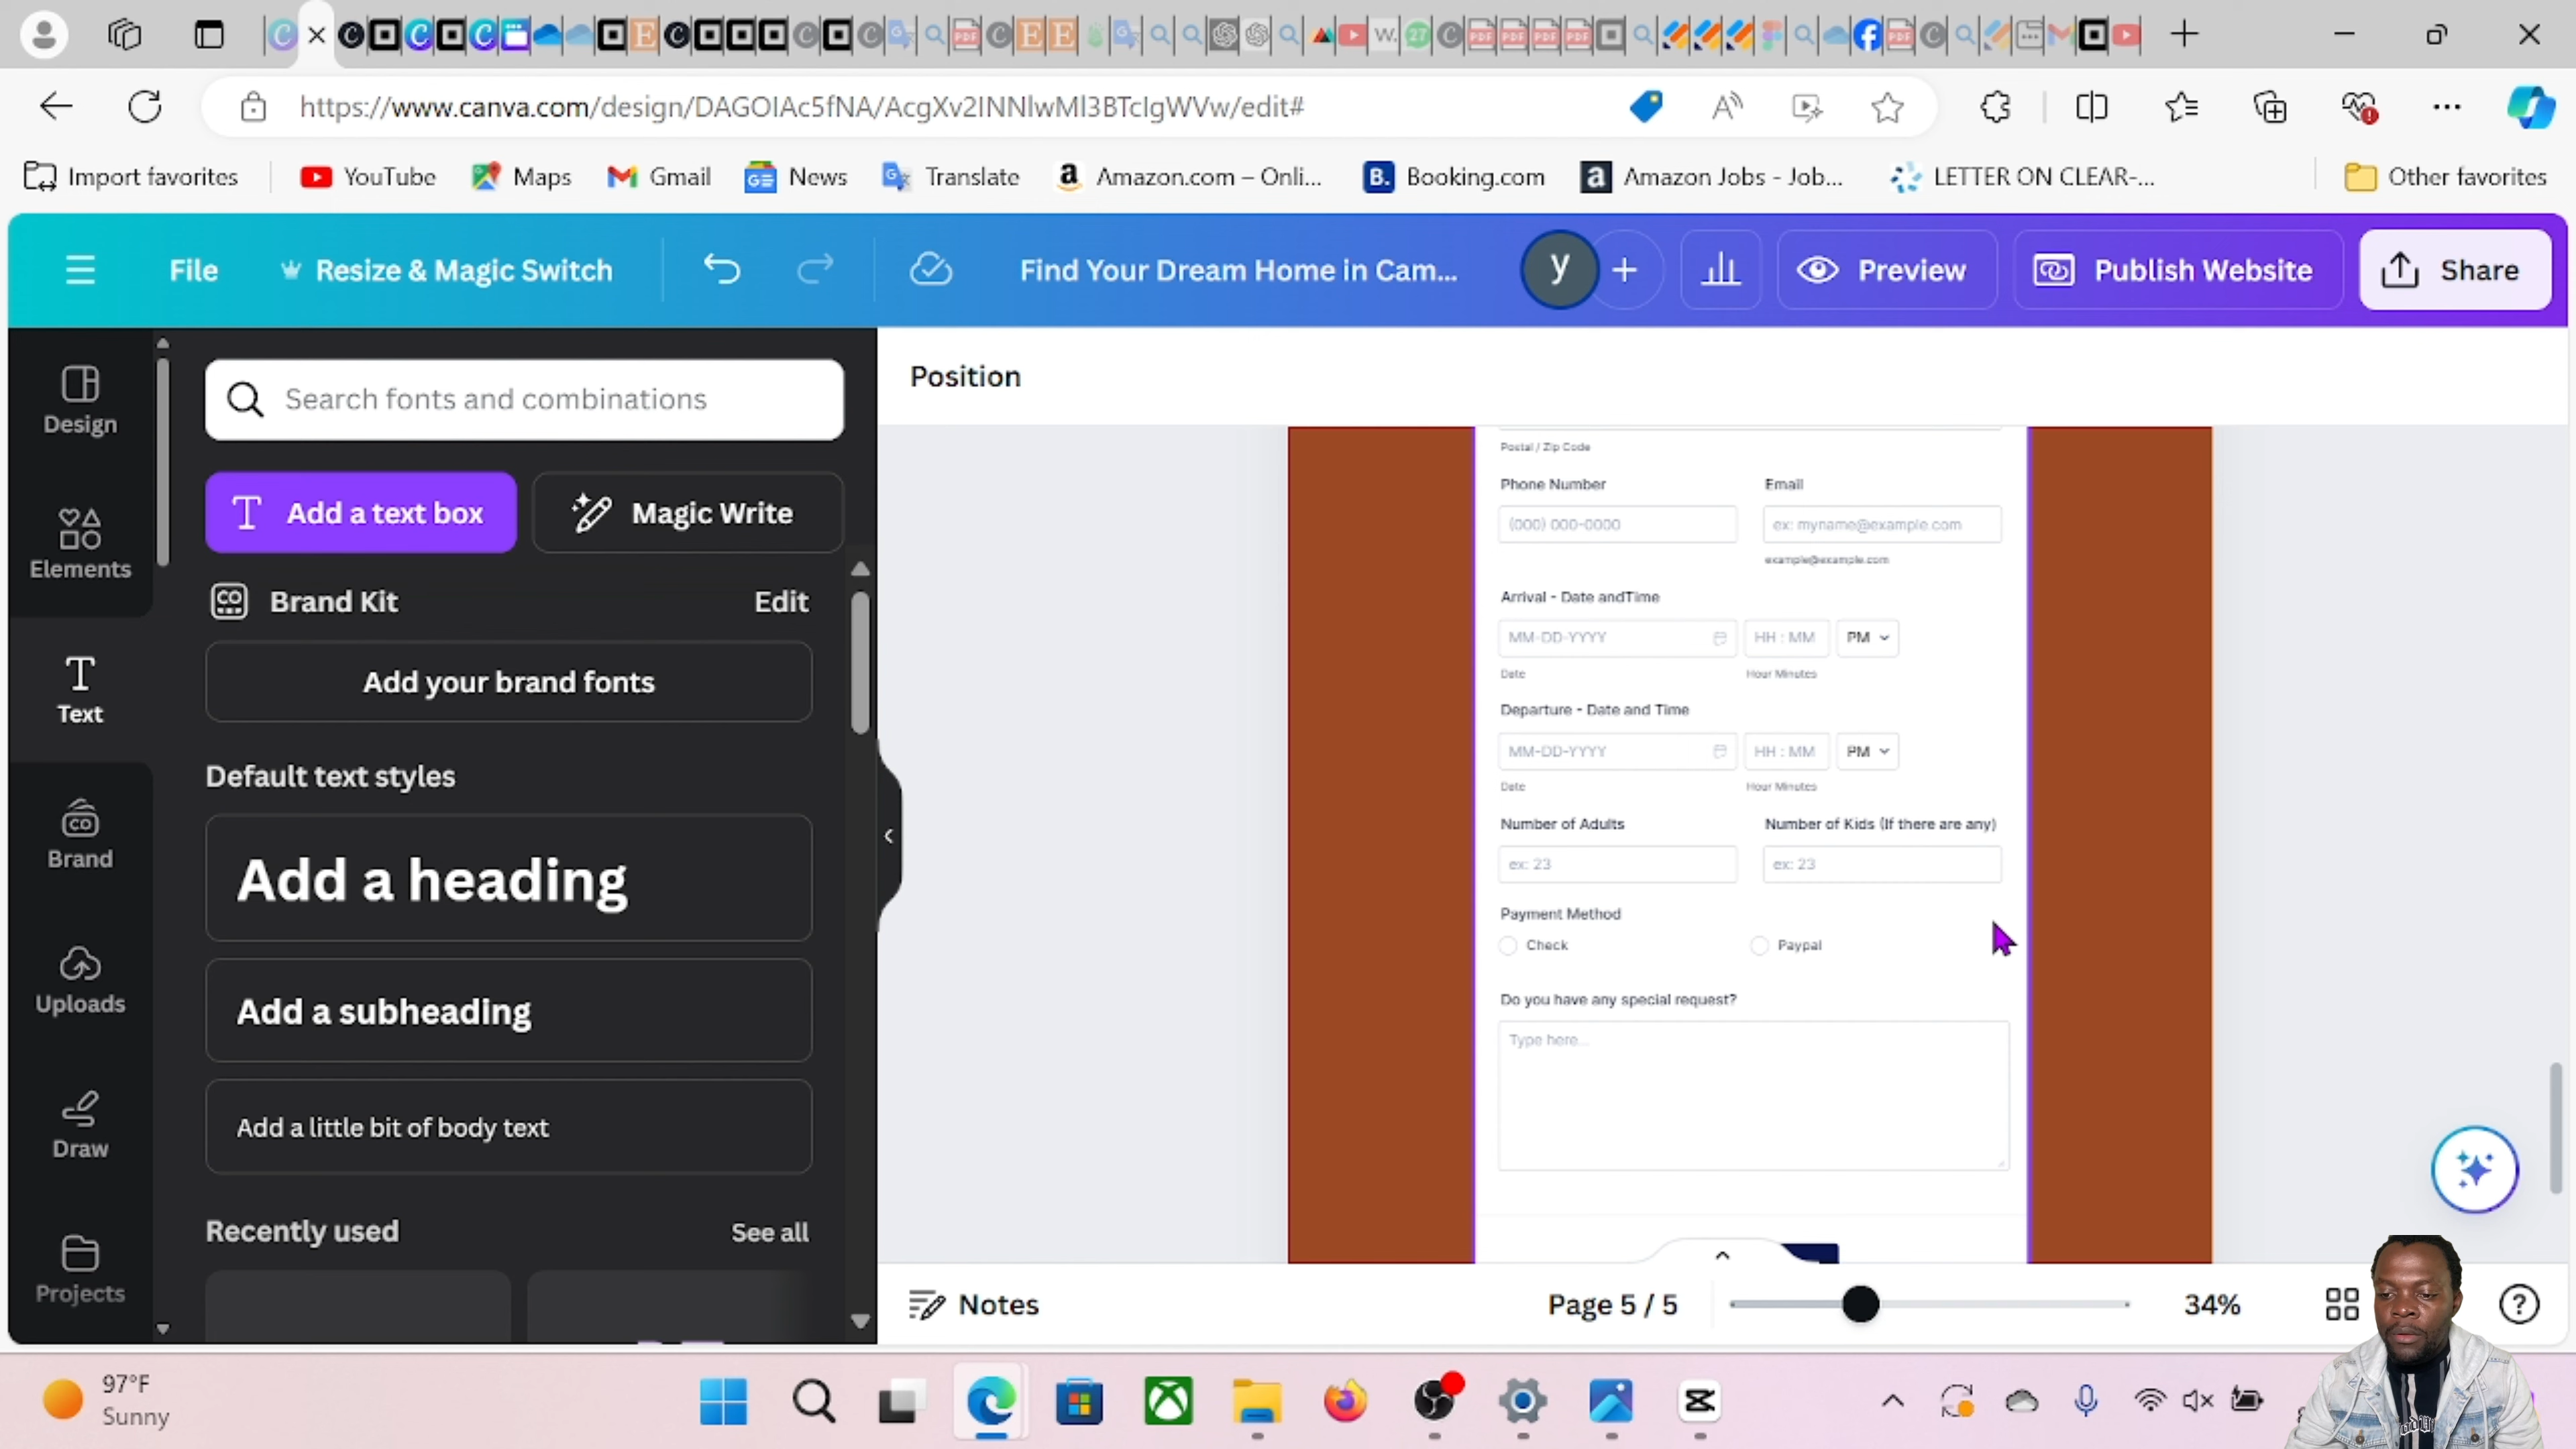 https://www.canva.com/design/DAGOIAc5fNA/AcgXv2INNlwMl3BTcIgWVw/edit#
Import favorites
YouTube
Maps
Gmail
News
Translate
Amazon.com – Onli...
Booking.com
Amazon Jobs - Job...
LETTER ON CLEAR-...
Other favorites
File
Resize & Magic Switch
Find Your Dream Home in Cam...
y
Preview
Publish Website
Share
Design
Elements
Text
Brand
Uploads
Draw
Projects
Search fonts and combinations
Add a text box
Magic Write
Brand Kit
Edit
Add your brand fonts
Default text styles
Add a heading
Add a subheading
Add a little bit of body text
Recently used
See all
Position
Postal / Zip Code
Phone Number
Email
(000) 000-0000
ex: myname@example.com
example@example.com
Arrival - Date andTime
MM-DD-YYYY
HH : MM
PM
Date
Hour Minutes
Departure - Date and Time
MM-DD-YYYY
HH : MM
PM
Date
Hour Minutes
Number of Adults
Number of Kids (If there are any)
ex: 23
ex: 23
Payment Method
Check
Paypal
Do you have any special request?
Type here...
Notes
Page 5 / 5
34%
97°F
Sunny